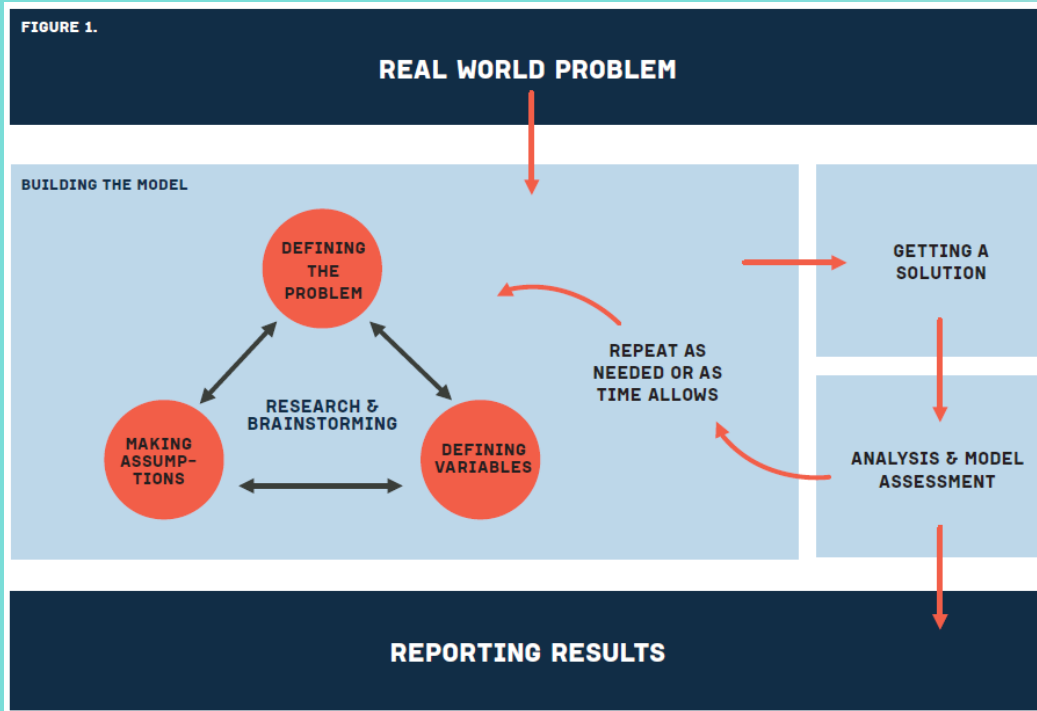 FIGURE 1.
REAL WORLD PROBLEM
BUILDING THE MODEL
DEFINING
THE
PROBLEM
RESEARCH &
BRAINSTORMING
MAKING
ASSUMP-
TIONS
DEFINING
VARIABLES
REPEAT AS
NEEDED OR AS
TIME ALLOWS
GETTING A
SOLUTION
ANALYSIS & MODEL
ASSESSMENT
REPORTING RESULTS